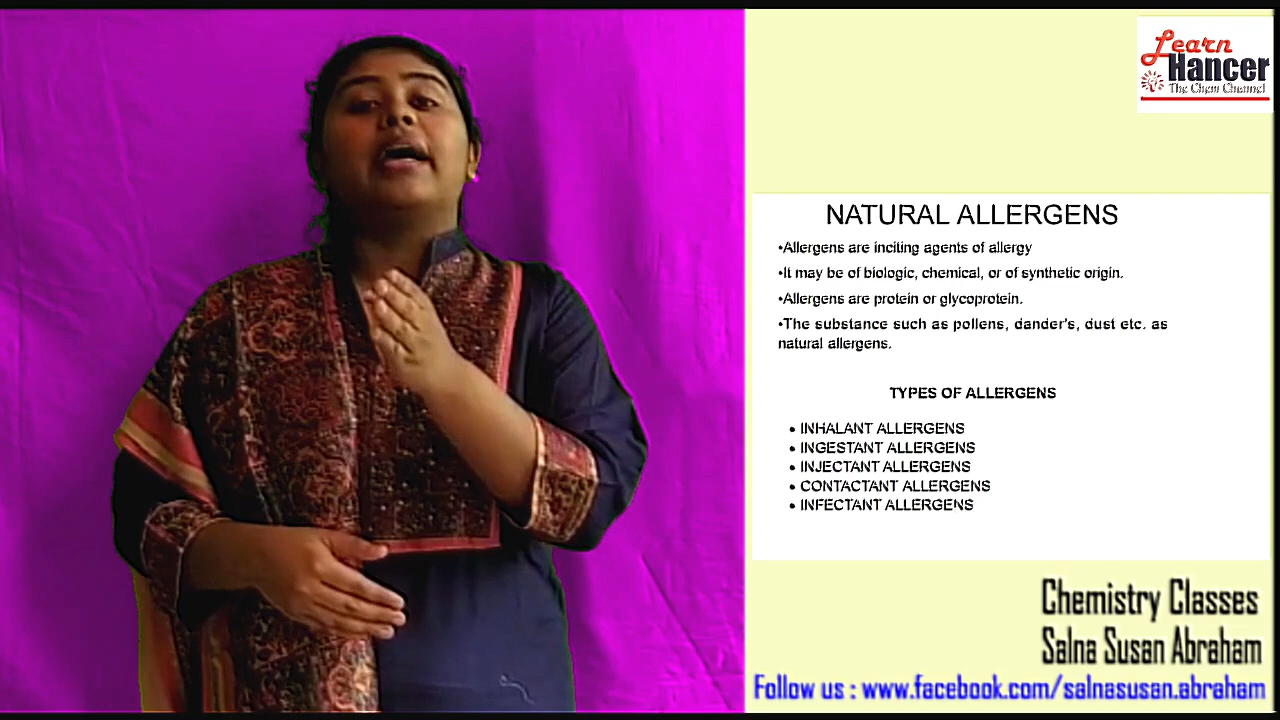 Learn
Hancer
The Chem Channel
NATURAL ALLERGENS
•Allergens are inciting agents of allergy
•It may be of biologic, chemical, or of synthetic origin.
•Allergens are protein or glycoprotein.
•The substance such as pollens, dander's, dust etc. as
natural allergens.
TYPES OF ALLERGENS
• INHALANT ALLERGENS
• INGESTANT ALLERGENS
• INJECTANT ALLERGENS
• CONTACTANT ALLERGENS
• INFECTANT ALLERGENS
Chemistry Classes
Salna Susan Abraham
Follow us : www.facebook.com/salnasusan.abraham